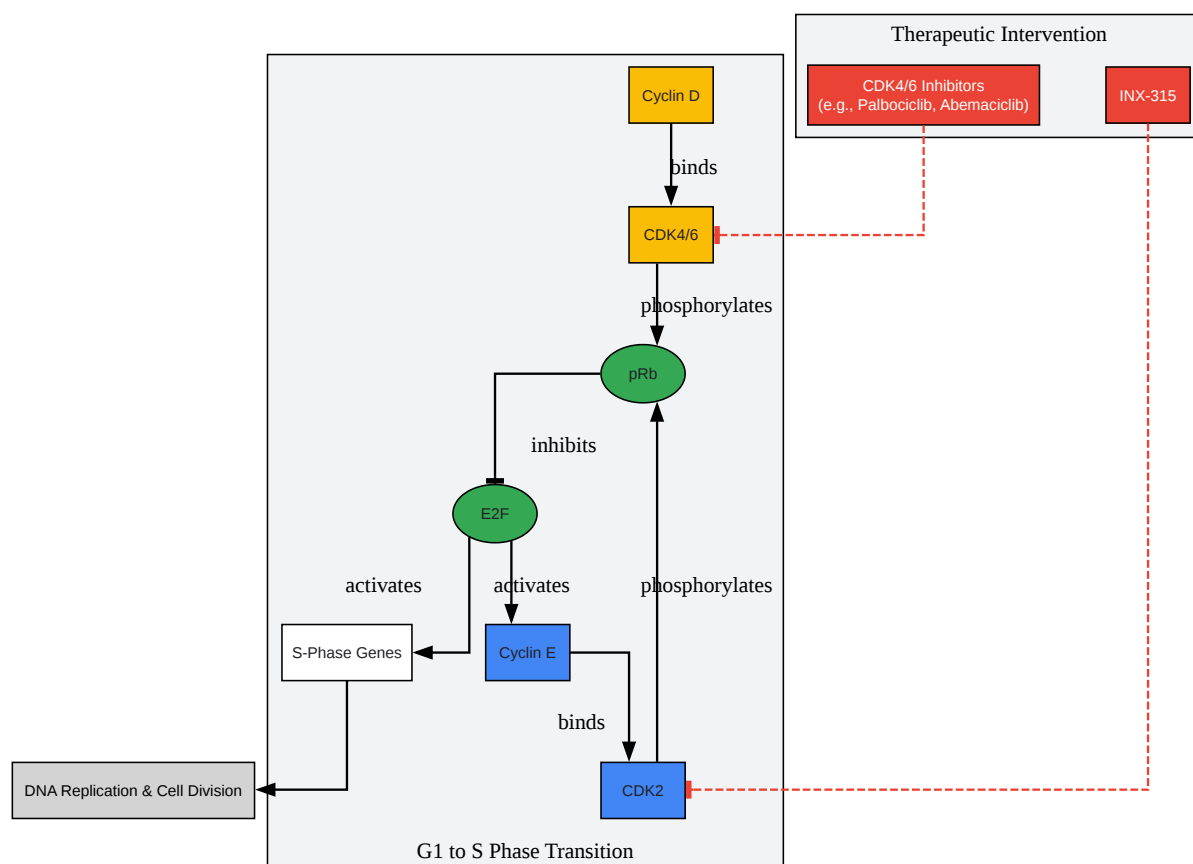 Therapeutic Intervention
CDK4/6 Inhibitors
(e.g., Palbociclib, Abemaciclib)
INX-315
Cyclin D
binds
CDK4/6
phosphorylates
pRb
inhibits
E2F
activates
activates
phosphorylates
S-Phase Genes
Cyclin E
binds
DNA Replication & Cell Division
CDK2
G1 to S Phase Transition